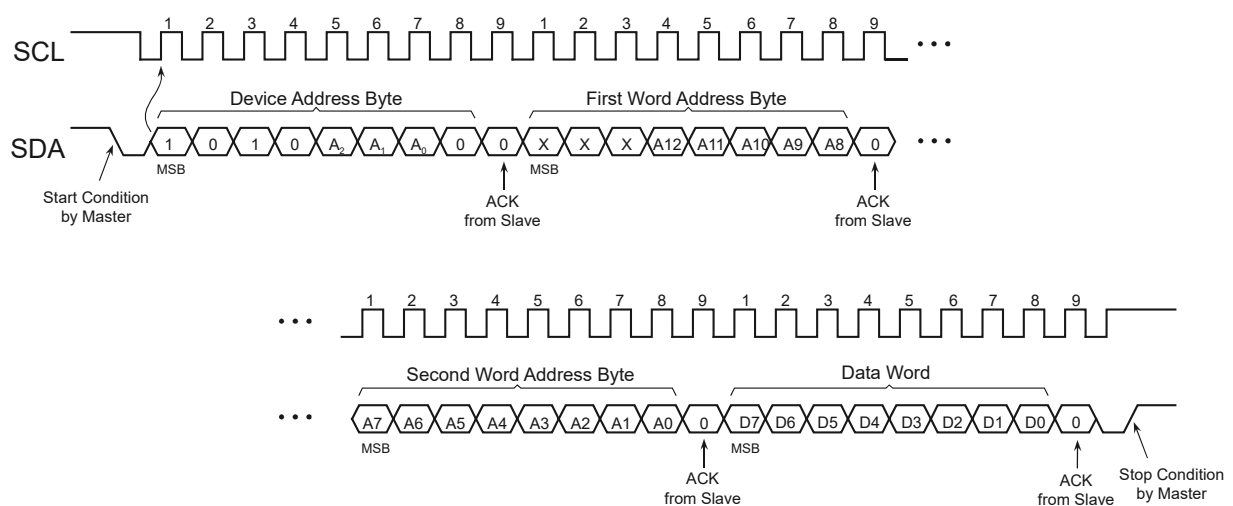 1 2 3 4 5 6 7 8 9 1 2 3 4 5 6 7 8 9
SCL
• • •
Device Address Byte First Word Address Byte
SDA
1 0 1 0 A2 A1 A0 0 0 X X X A12 A11 A10 A9 A8 0
• • •
MSB MSB
Start Condition
by Master
ACK
from Slave
ACK
from Slave
1 2 3 4 5 6 7 8 9 1 2 3 4 5 6 7 8 9
• • •
Second Word Address Byte Data Word
• • •
A7 A6 A5 A4 A3 A2 A1 A0 0 D7 D6 D5 D4 D3 D2 D1 D0 0
MSB MSB
ACK
from Slave
ACK
from Slave
Stop Condition
by Master